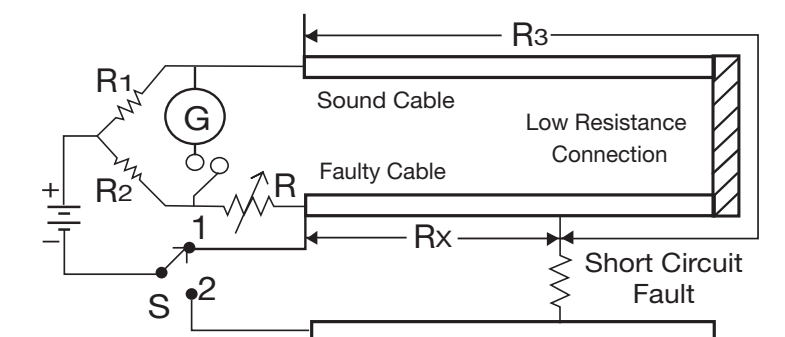 R3
R1
Sound Cable
G
Low Resistance
Connection
Faulty Cable
R
R2
+
−
1
Rx
Short Circuit
Fault
S
2